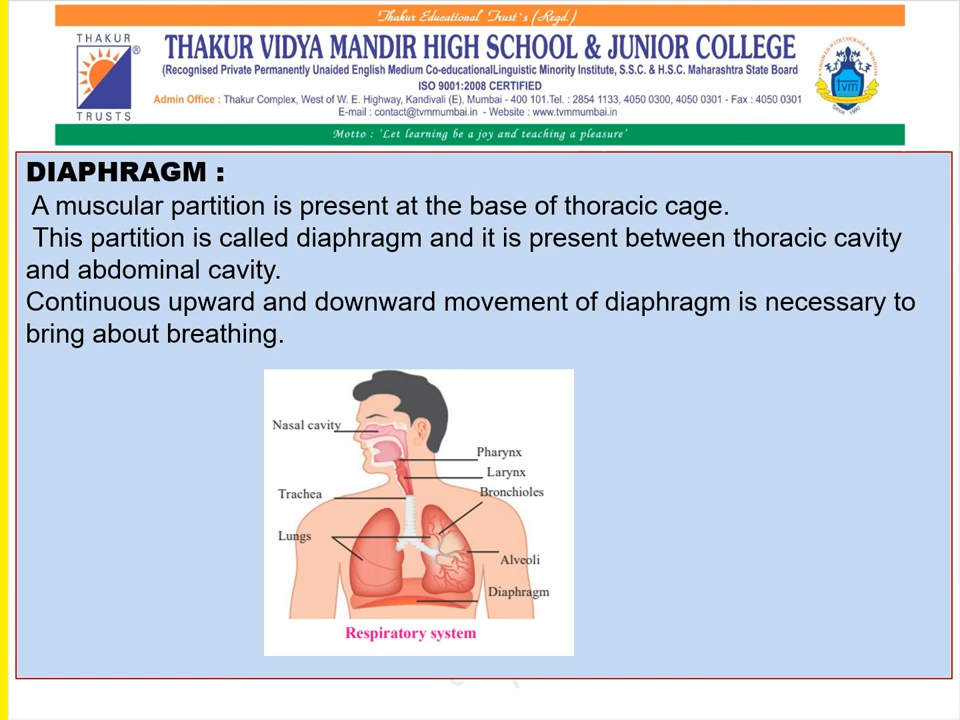 Thakur Educational Trust`s (Regd.)
THAKUR
®
TRUSTS
THAKUR VIDYA MANDIR HIGH SCHOOL & JUNIOR COLLEGE
(Recognised Private Permanently Unaided English Medium Co-educationalLinguistic Minority Institute, S.S.C. & H.S.C. Maharashtra State Board
ISO 9001:2008 CERTIFIED
Admin Office : Thakur Complex, West of W. E. Highway, Kandivali (E), Mumbai - 400 101.Tel. : 2854 1133, 4050 0300, 4050 0301 - Fax : 4050 0301
E-mail : contact@tvmmumbai.in - Website : www.tvmmumbai.in
tvm
Since 1990
Motto : 'Let learning be a joy and teaching a pleasure'
DIAPHRAGM :
A muscular partition is present at the base of thoracic cage.
This partition is called diaphragm and it is present between thoracic cavity
and abdominal cavity.
Continuous upward and downward movement of diaphragm is necessary to
bring about breathing.
Nasal cavity
Pharynx
Larynx
Bronchioles
Trachea
Lungs
Alveoli
Diaphragm
Respiratory system